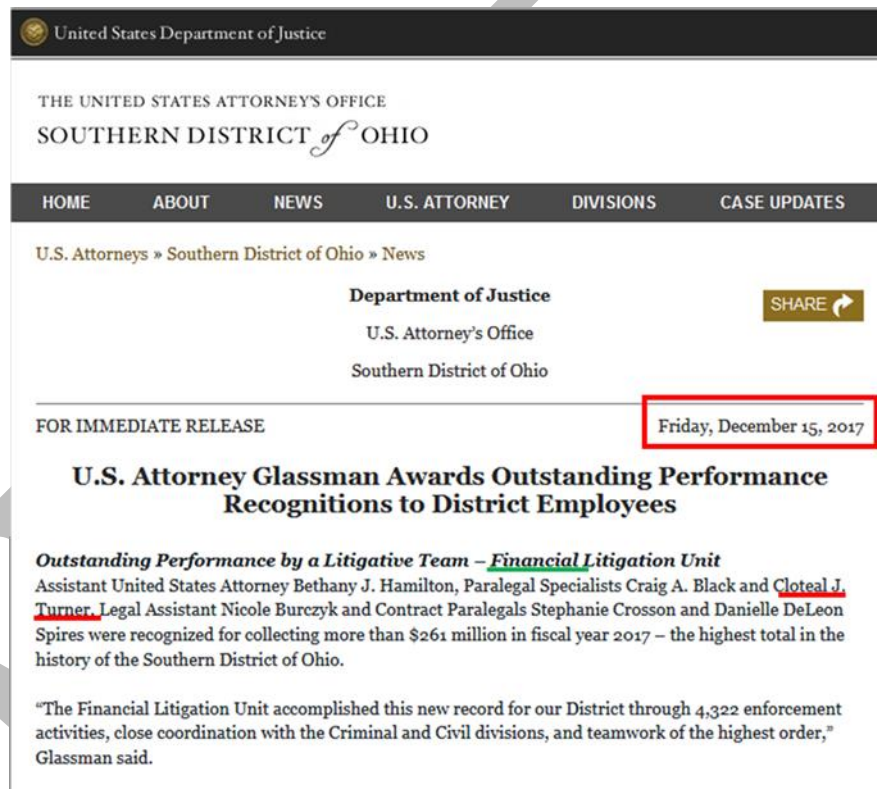 United States Department of Justice
THE UNITED STATES ATTORNEY'S OFFICE
SOUTHERN DISTRICT of OHIO
HOME ABOUT NEWS U.S. ATTORNEY DIVISIONS CASE UPDATES
U.S. Attorneys » Southern District of Ohio » News
Department of Justice
SHARE
U.S. Attorney's Office
Southern District of Ohio
FOR IMMEDIATE RELEASE Friday, December 15, 2017
U.S. Attorney Glassman Awards Outstanding Performance
Recognitions to District Employees
Outstanding Performance by a Litigative Team – Financial Litigation Unit
Assistant United States Attorney Bethany J. Hamilton, Paralegal Specialists Craig A. Black and Cloteal J.
Turner, Legal Assistant Nicole Burczyk and Contract Paralegals Stephanie Crosson and Danielle DeLeon
Spires were recognized for collecting more than $261 million in fiscal year 2017 – the highest total in the
history of the Southern District of Ohio.
“The Financial Litigation Unit accomplished this new record for our District through 4,322 enforcement
activities, close coordination with the Criminal and Civil divisions, and teamwork of the highest order,”
Glassman said.